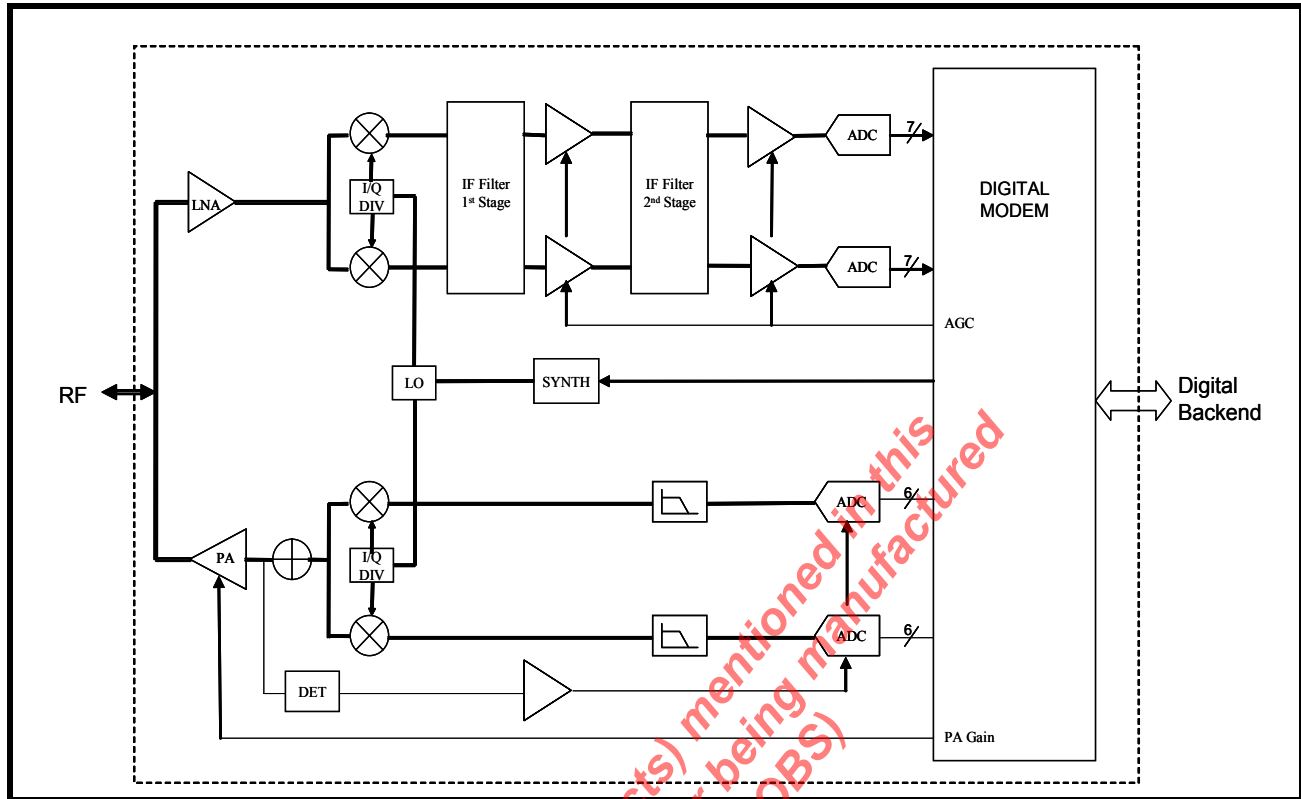 ADC
7
ADC
7
LNA
I/Q
DIV
IF Filter
1st Stage
IF Filter
2nd Stage
DIGITAL
MODEM
AGC
RF
LO
SYNTH
Digital
Backend
ADC
6
PA
I/Q
DIV
ADC
6
DET
PA Gain
cts) mentioned in this
r being manufactured
OBS)